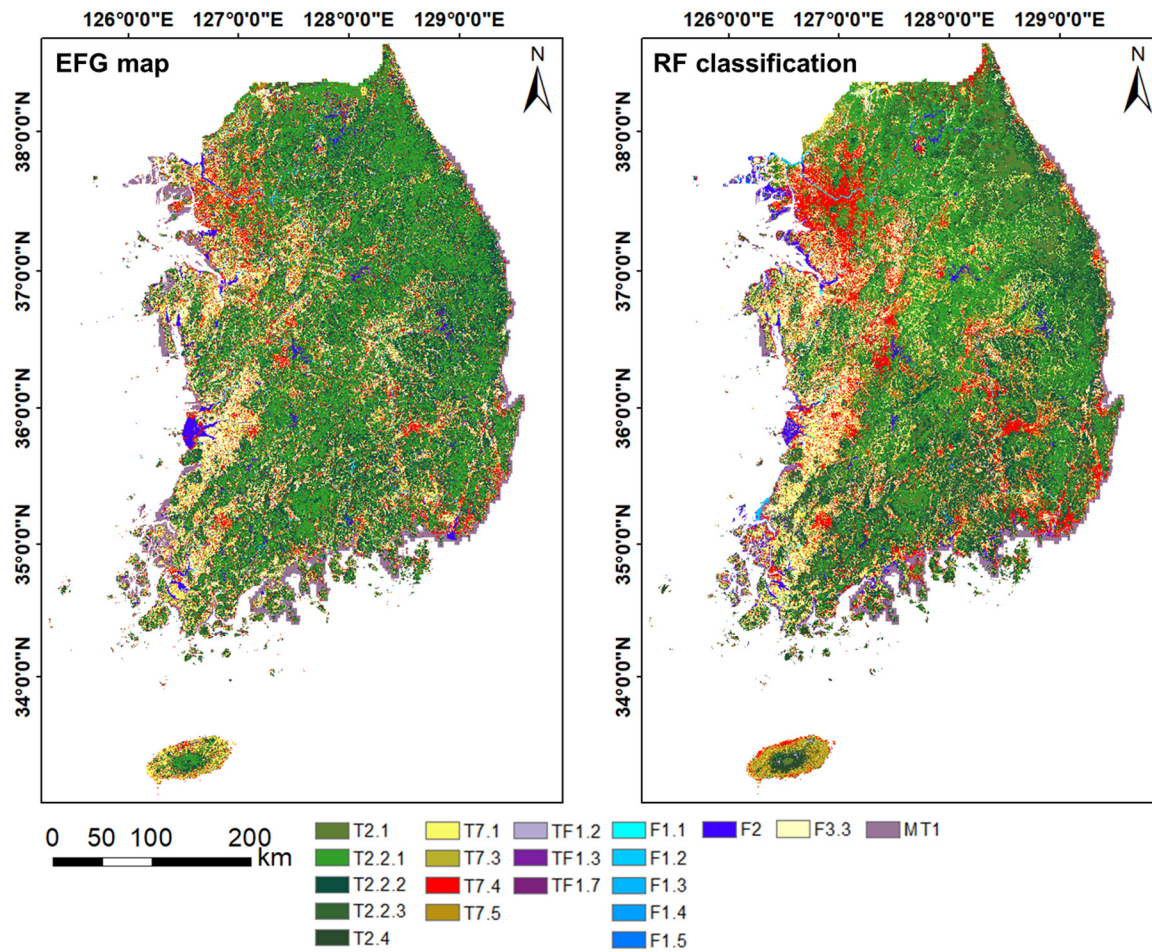 126°0'0"E 127°0'0"E 128°0'0"E 129°0'0"E
126°0'0"E 127°0'0"E 128°0'0"E 129°0'0"E
EFG map
N
RF classification
N
38°0'0"N
37°0'0"N
36°0'0"N
35°0'0"N
34°0'0"N
38°0'0"N
37°0'0"N
36°0'0"N
35°0'0"N
34°0'0"N
0 50 100 200
km
T2.1
T2.2.1
T2.2.2
T2.2.3
T2.4
T7.1
T7.3
T7.4
T7.5
TF1.2
TF1.3
TF1.7
F1.1
F1.2
F1.3
F1.4
F1.5
F2
F3.3
MT1